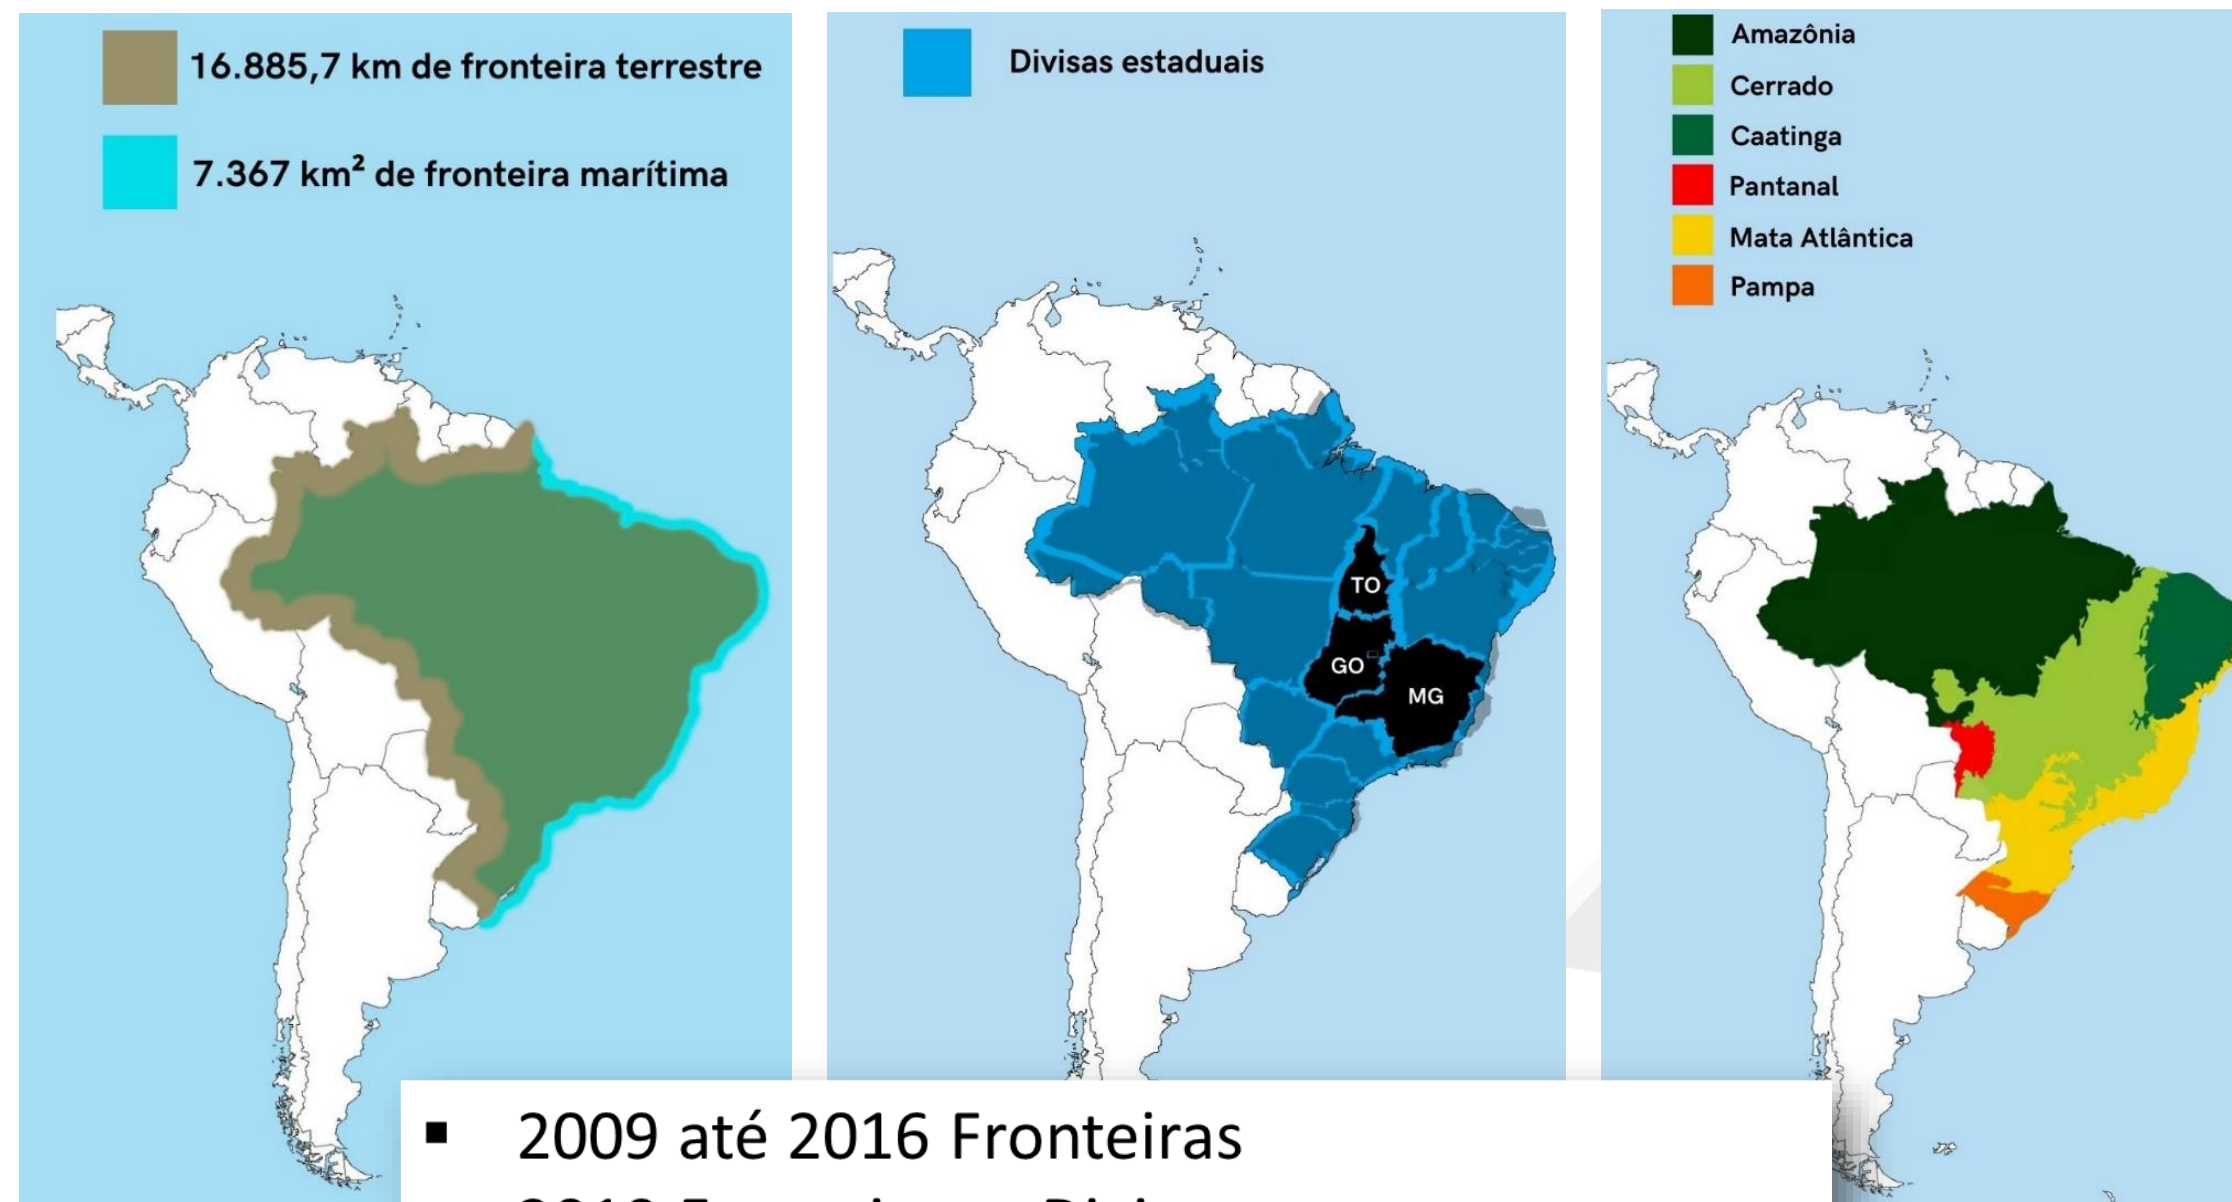 16.885,7 km de fronteira terrestre
7.367 km² de fronteira marítima
Divisas estaduais
TO
GO
MG
Amazônia
Cerrado
Caatinga
Pantanal
Mata Atlântica
Pampa
▪ 2009 até 2016 Fronteiras